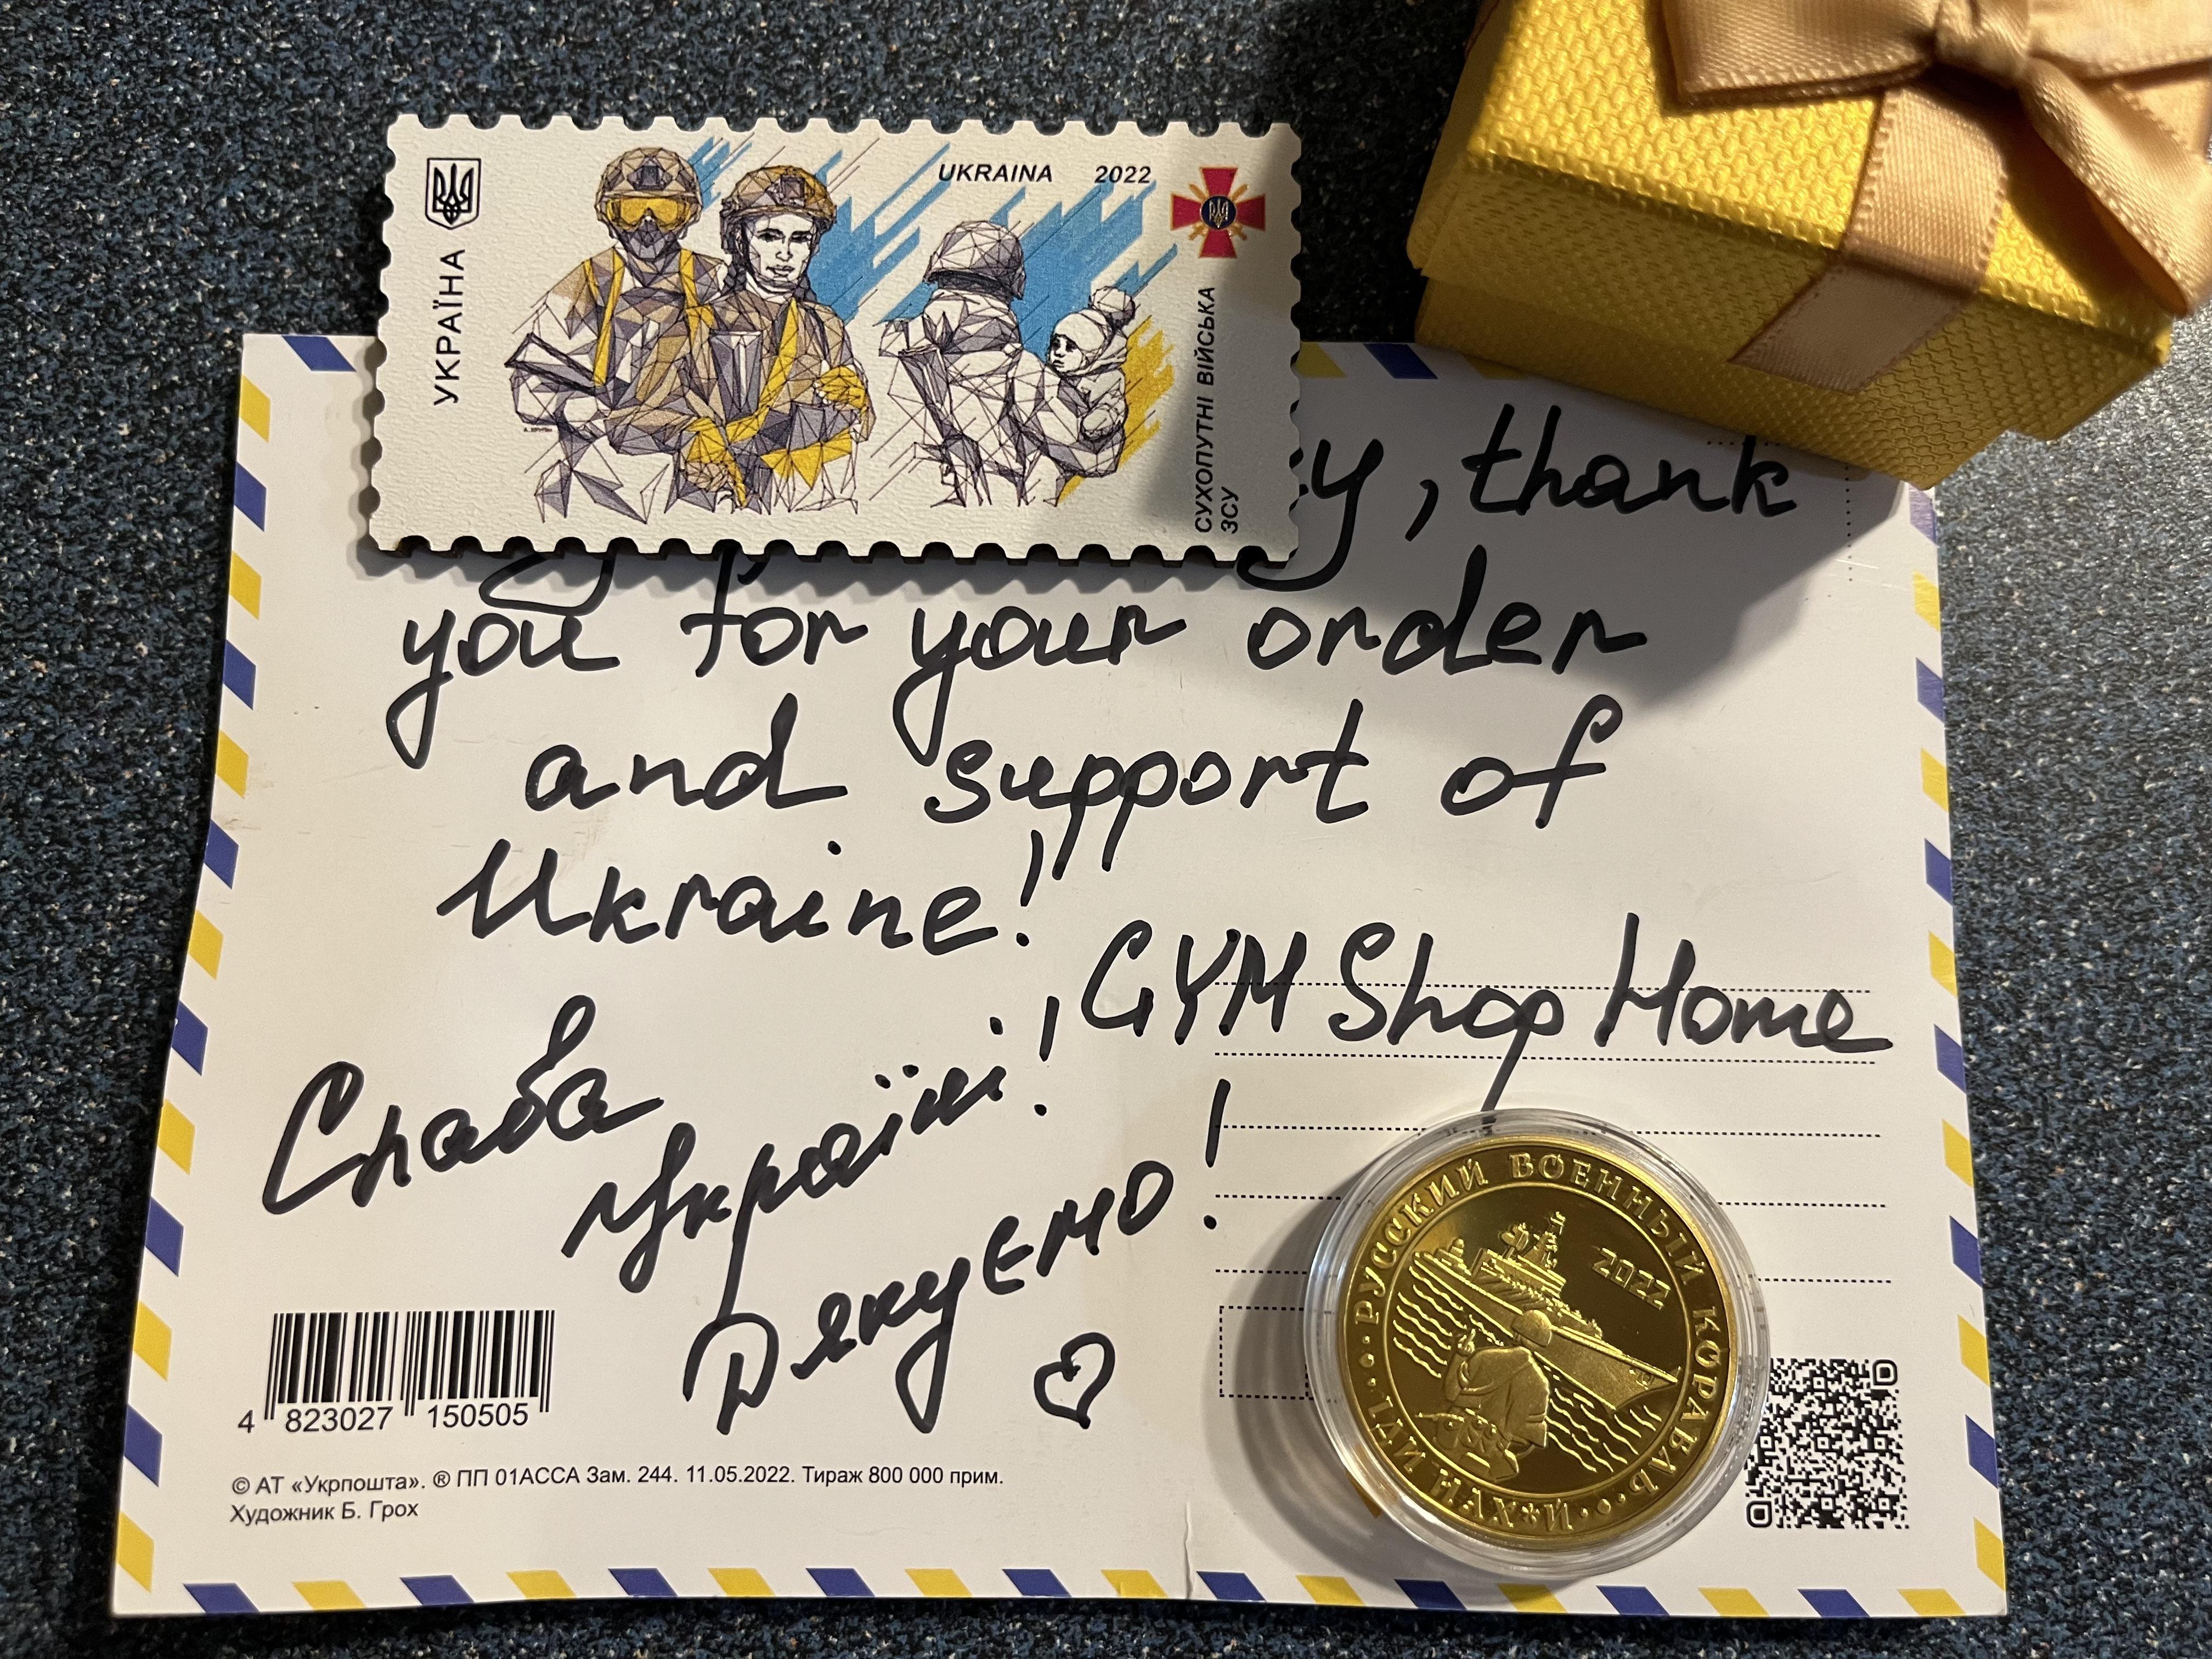 УКРАЇНА
UKRAINA 2022
СУХОПУТНІ ВІЙСЬКА
ЗСУ
, thank
you for your order
and support of
Ukraine!
GYM Shop Home
Слава
Україні!
Дякуємо!
РУССКИЙ ВОЕННЫЙ КОРАБЛЬ
ИДИ НАХ*Й
2022
4 823027 150505
© АТ «Укрпошта». ® ПП 01АССА Зам. 244. 11.05.2022. Тираж 800 000 прим.
Художник Б. Грох